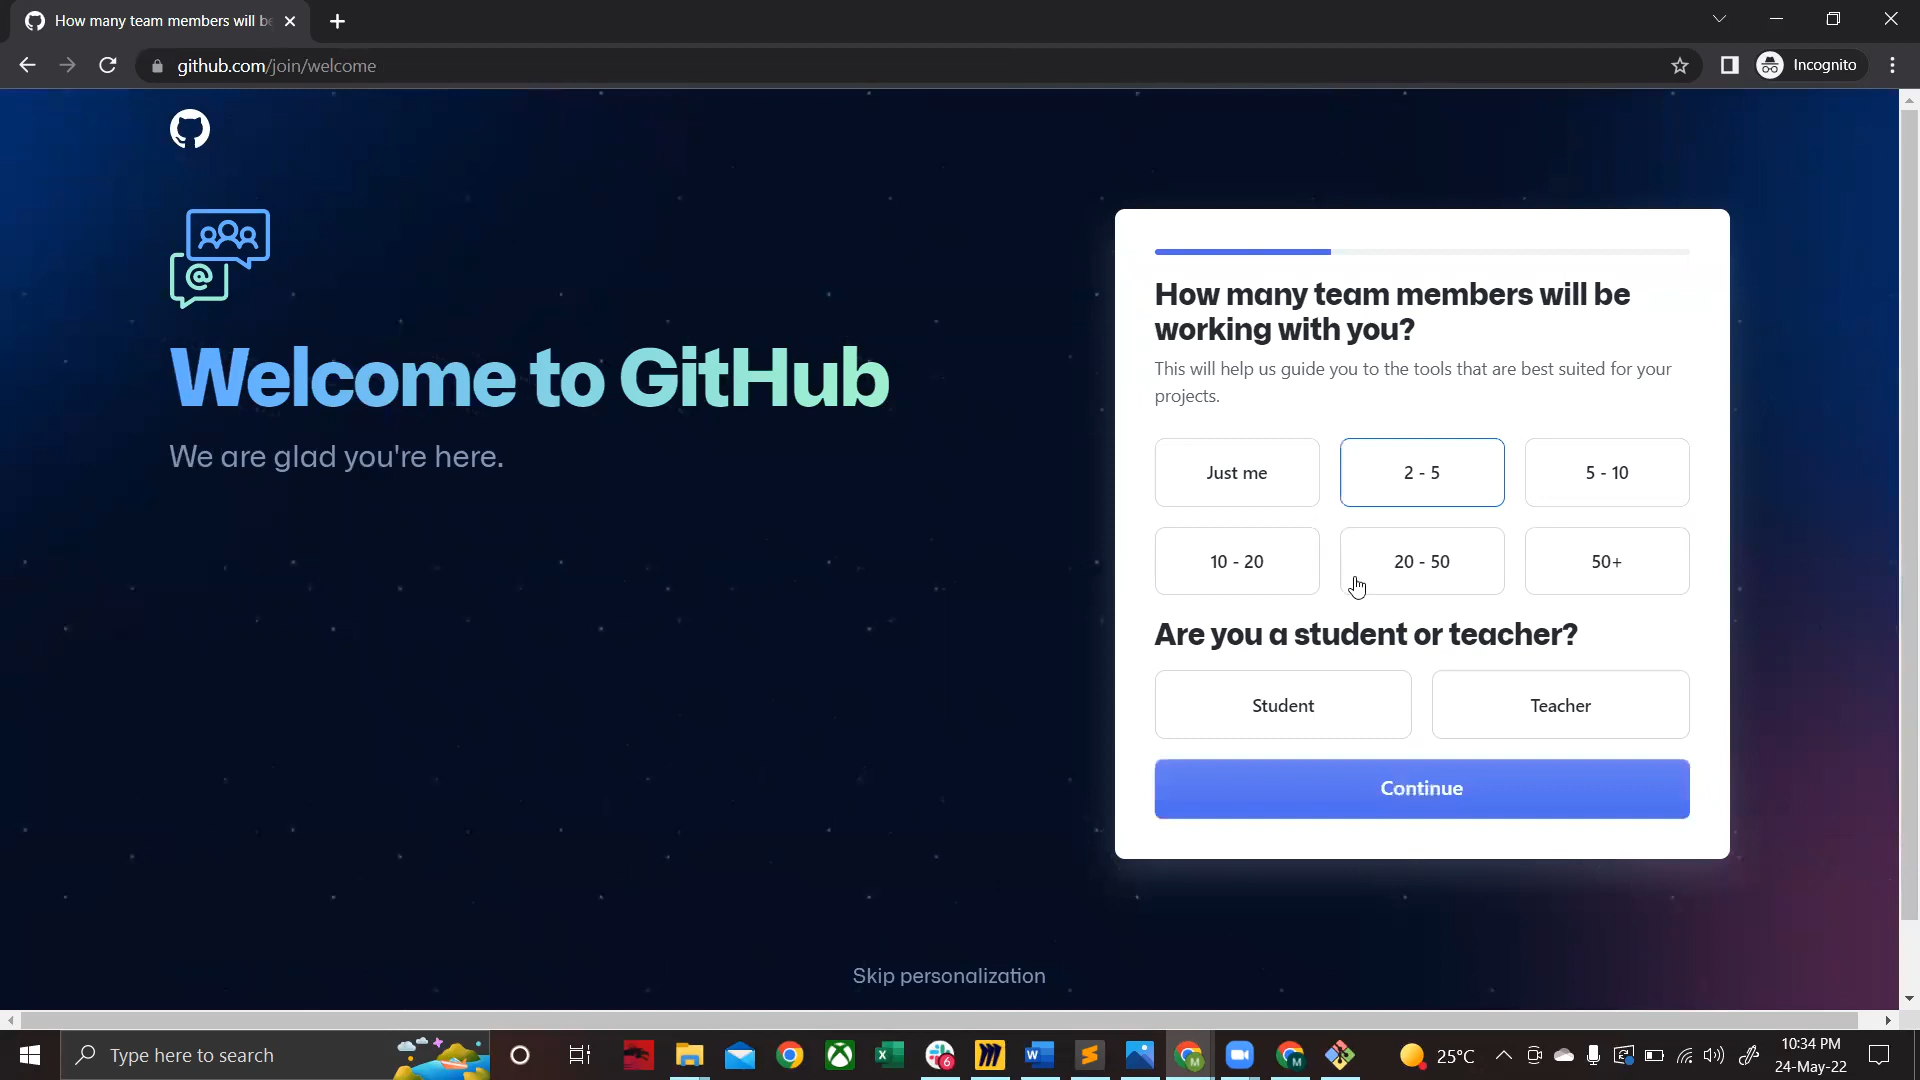 How many team members will be
github.com/join/welcome
Incognito
@
Welcome to GitHub
We are glad you're here.
How many team members will be
working with you?
This will help us guide you to the tools that are best suited for your
projects.
Just me
2 - 5
5 - 10
10 - 20
20 - 50
50+
Are you a student or teacher?
Student
Teacher
Continue
Skip personalization
Type here to search
6
M
M
25°C
10:34 PM
24-May-22